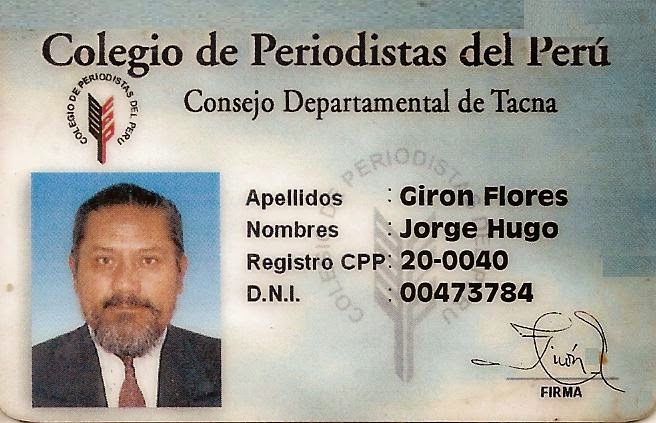 Colegio de Periodistas del Perú
Consejo Departamental de Tacna
COLEGIO DE PERIODISTAS DEL PERU
COLEGIO DE PERIODISTAS DEL PERU
Apellidos : Giron Flores
Nombres : Jorge Hugo
Registro CPP: 20-0040
D.N.I. : 00473784
Girón
FIRMA